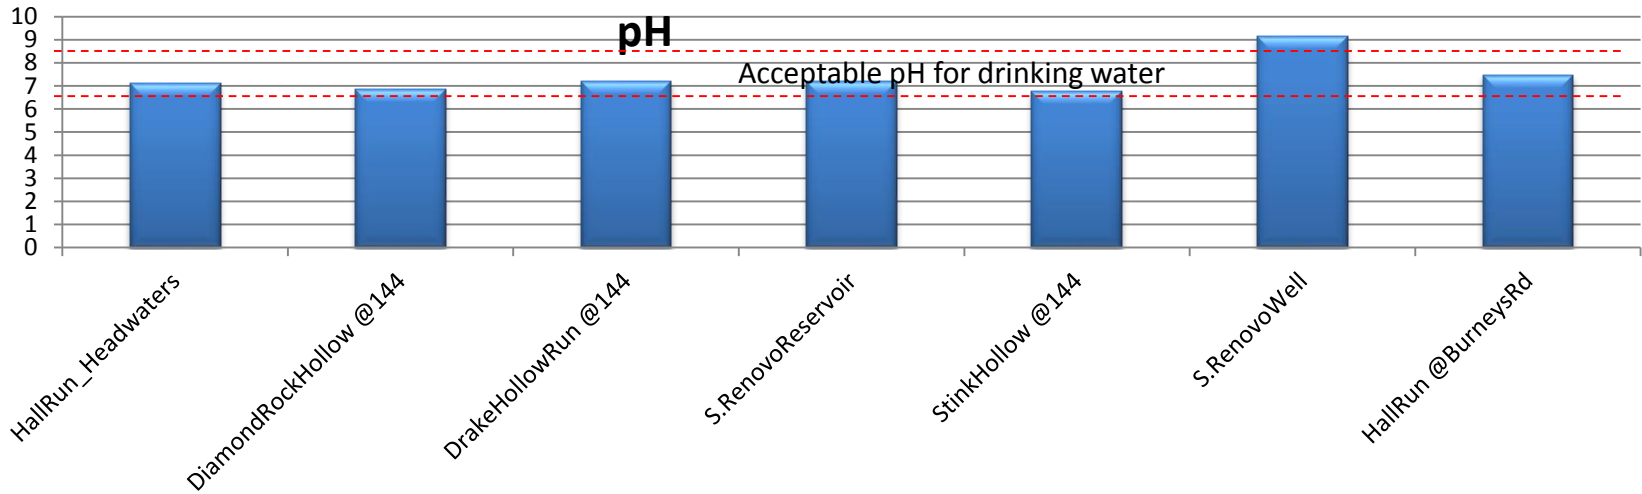 pH
Acceptable pH for drinking water
10
9
8
7
6
5
4
3
2
1
0
HallRun_Headwaters
DiamondRockHollow @144
DrakeHollowRun @144
S.RenovoReservoir
StinkHollow @144
S.RenovoWell
HallRun @BurneysRd